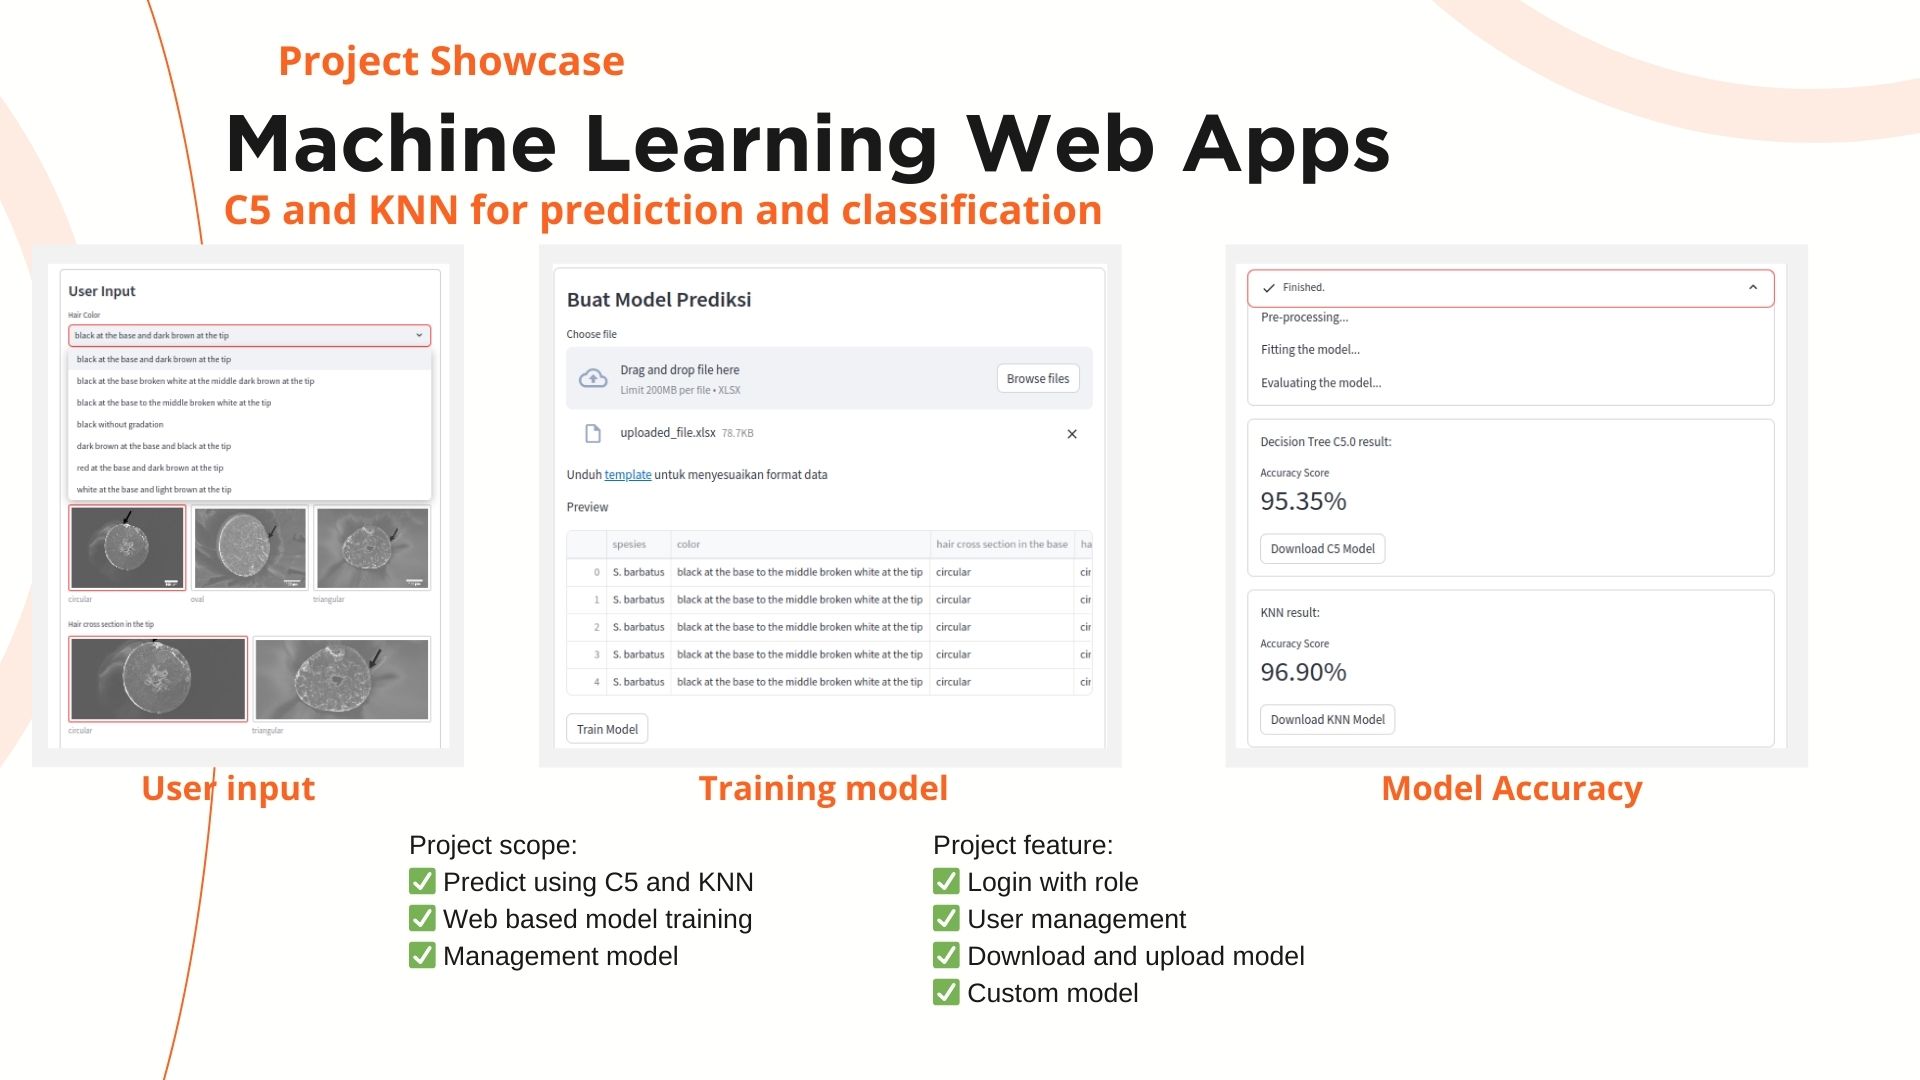 Project Showcase
Machine Learning Web Apps
C5 and KNN for prediction and classification
User Input
Hair Color
black at the base and dark brown at the tip
black at the base and dark brown at the tip
black at the base broken white at the middle dark brown at the tip
black at the base to the middle broken white at the tip
black without gradation
dark brown at the base and black at the tip
red at the base and dark brown at the tip
white at the base and light brown at the tip
circular oval triangular
Hair cross section in the tip
circular triangular
User input
Buat Model Prediksi
Choose file
Drag and drop file here
Limit 200MB per file • XLSX
Browse files
uploaded_file.xlsx 78.7KB
Unduh template untuk menyesuaikan format data
Preview
spesies color hair cross section in the base ha
0 S. barbatus black at the base to the middle broken white at the tip circular cir
1 S. barbatus black at the base to the middle broken white at the tip circular cir
2 S. barbatus black at the base to the middle broken white at the tip circular cir
3 S. barbatus black at the base to the middle broken white at the tip circular cir
4 S. barbatus black at the base to the middle broken white at the tip circular cir
Train Model
Training model
Finished.
Pre-processing...
Fitting the model...
Evaluating the model...
Decision Tree C5.0 result:
Accuracy Score
95.35%
Download C5 Model
KNN result:
Accuracy Score
96.90%
Download KNN Model
Model Accuracy
Project scope:
✅ Predict using C5 and KNN
✅ Web based model training
✅ Management model
Project feature:
✅ Login with role
✅ User management
✅ Download and upload model
✅ Custom model